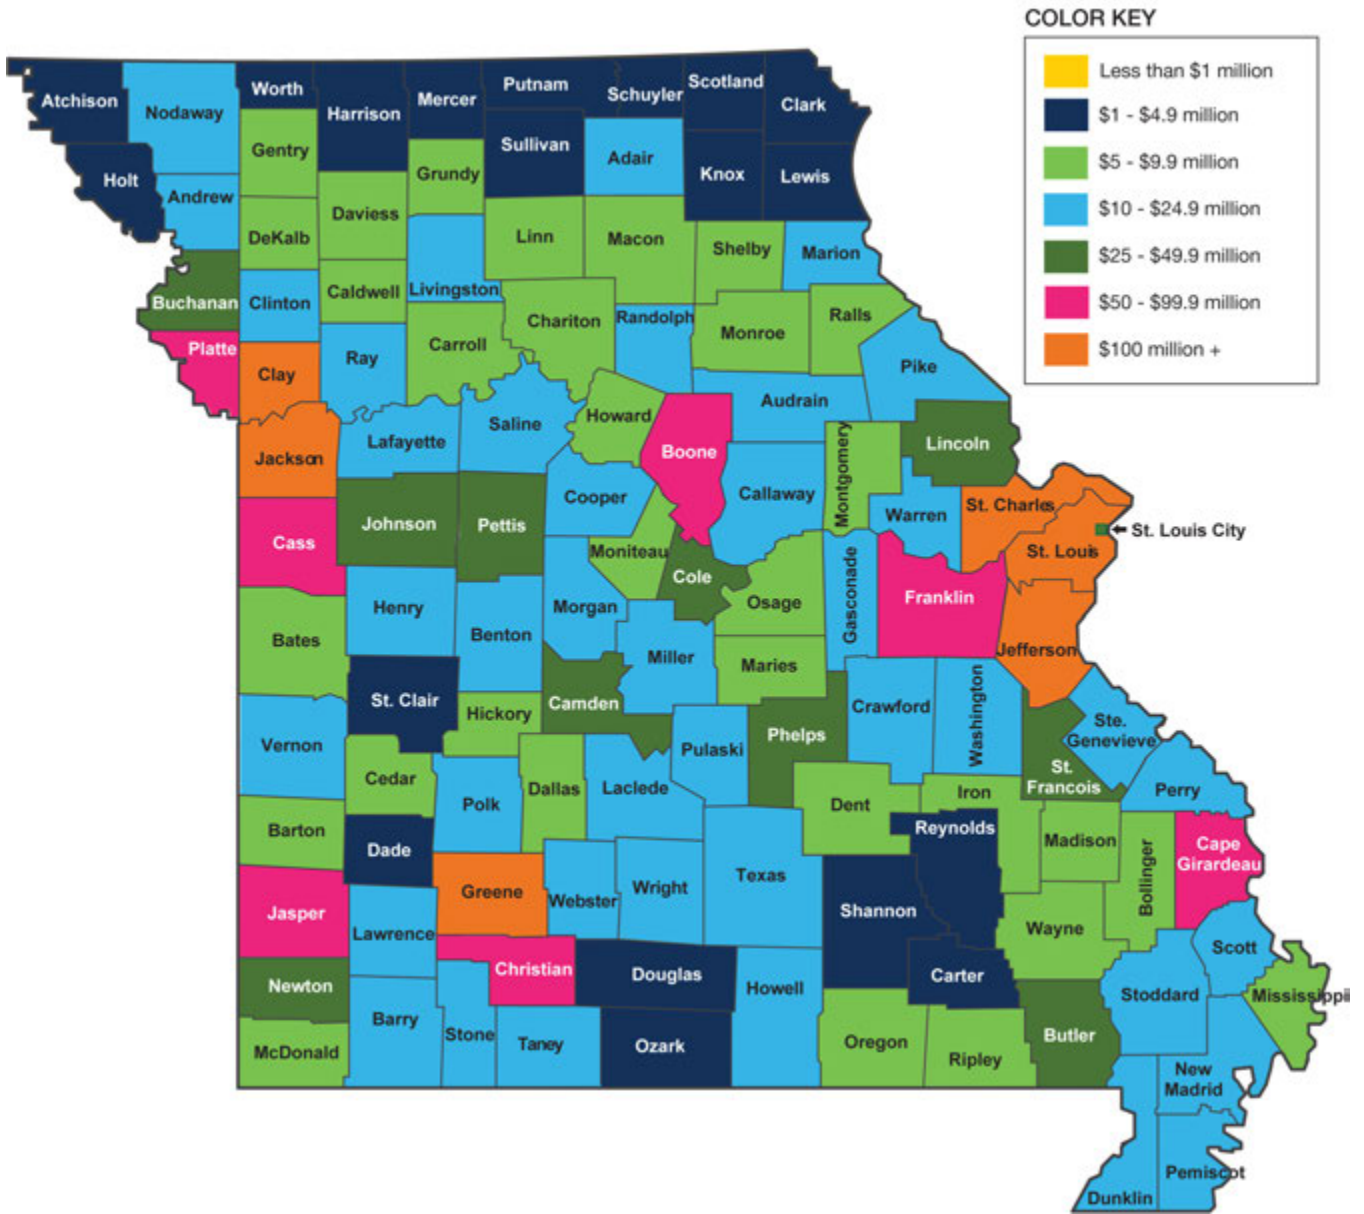 COLOR KEY
Less than $1 million
$1 - $4.9 million
$5 - $9.9 million
$10 - $24.9 million
$25 - $49.9 million
$50 - $99.9 million
$100 million +
Atchison
Nodaway
Worth
Harrison
Mercer
Putnam
Schuyler
Scotland
Clark
Holt
Andrew
Gentry
Grundy
Sullivan
Adair
Knox
Lewis
DeKalb
Daviess
Linn
Macon
Shelby
Marion
Buchanan
Clinton
Caldwell
Livingston
Chariton
Randolph
Monroe
Ralls
Platte
Clay
Ray
Carroll
Pike
Audrain
Jackson
Lafayette
Saline
Howard
Boone
Callaway
Montgomery
Lincoln
Cass
Johnson
Pettis
Cooper
Moniteau
Cole
Warren
St. Charles
St. Louis
St. Louis City
Bates
Henry
Benton
Morgan
Miller
Osage
Gasconade
Franklin
Jefferson
Maries
Vernon
St. Clair
Hickory
Camden
Pulaski
Phelps
Crawford
Washington
Ste.
Genevieve
St.
Francois
Perry
Cedar
Polk
Dallas
Laclede
Dent
Iron
Barton
Dade
Reynolds
Madison
Bollinger
Cape
Girardeau
Jasper
Greene
Webster
Wright
Texas
Shannon
Wayne
Lawrence
Christian
Douglas
Howell
Carter
Scott
Newton
Stoddard
Mississippi
McDonald
Barry
Stone
Taney
Ozark
Oregon
Ripley
Butler
New
Madrid
Dunklin
Pemiscot